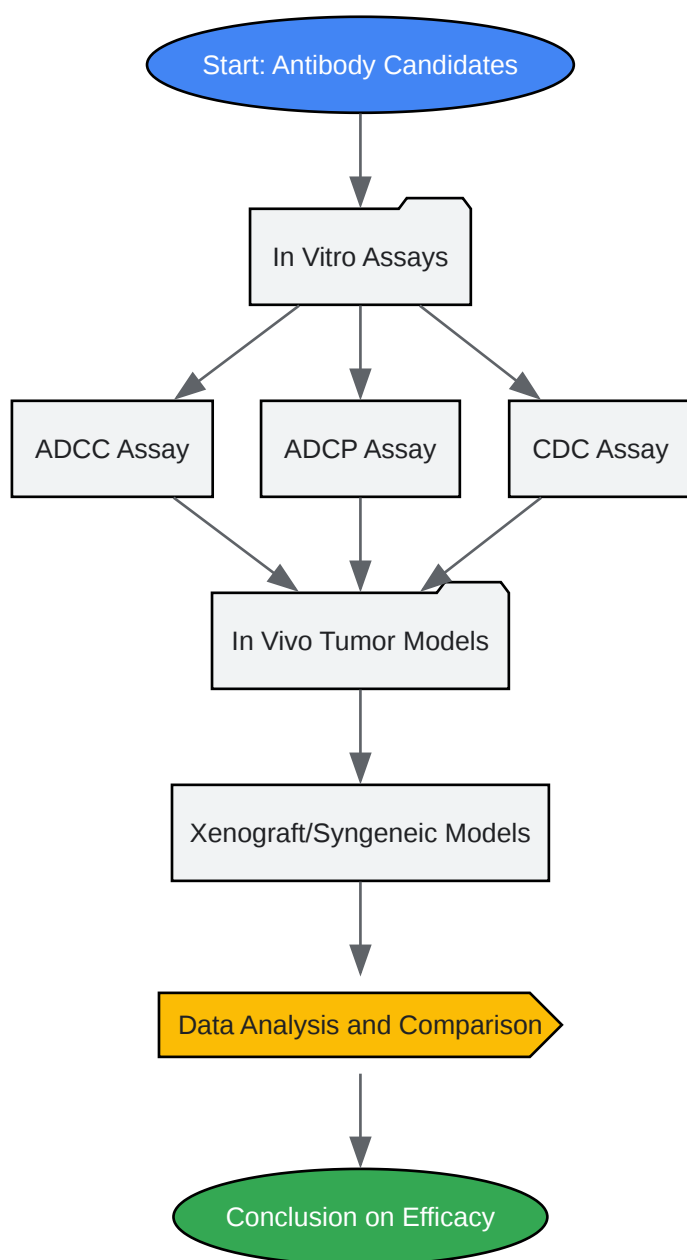 Start: Antibody Candidates
In Vitro Assays
ADCC Assay
ADCP Assay
CDC Assay
In Vivo Tumor Models
Xenograft/Syngeneic Models
Data Analysis and Comparison
Conclusion on Efficacy